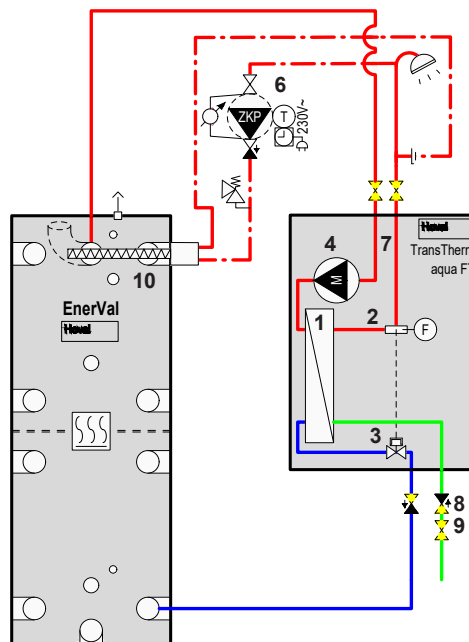 6
ZKP
T
230V~
Hoval
4
7
TransTherm
aqua F
M
10
EnerVal
Hoval
1
2
F
3
8
9